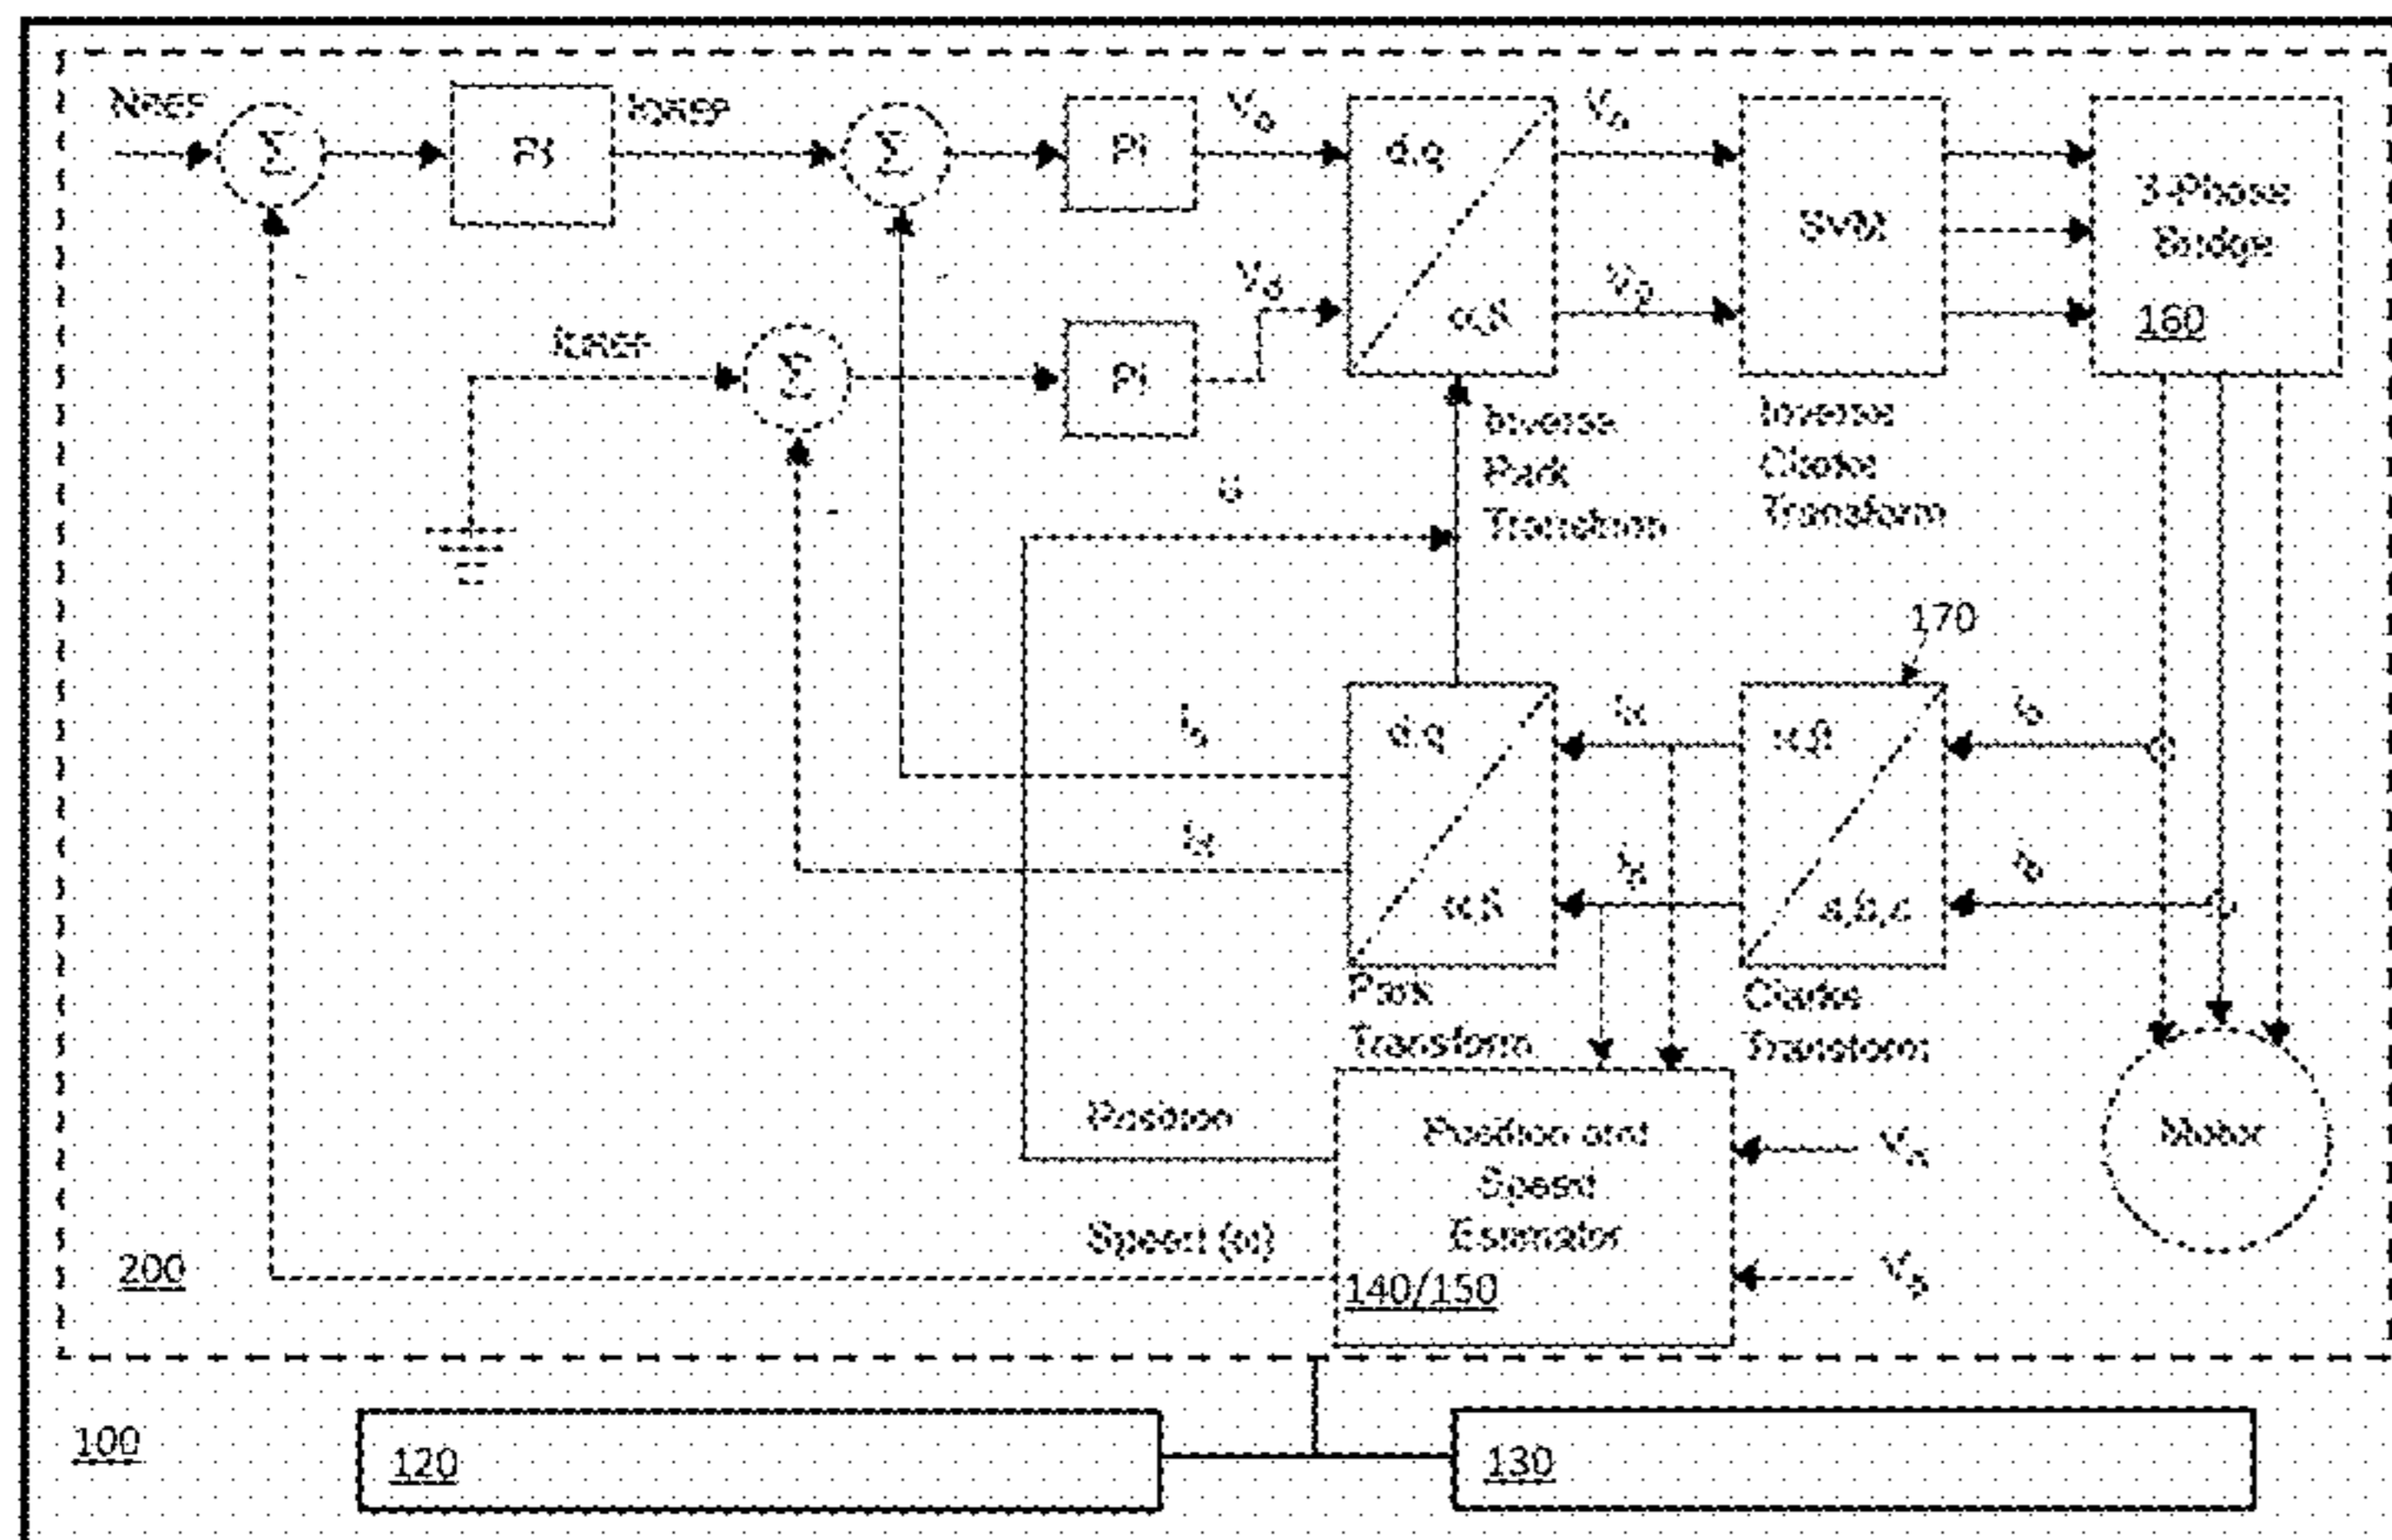 NREF
Σ
PI
IQREF
Σ
PI
d,q
α,β
SVM
3-Phase
Bridge
160
IDREF
Σ
PI
Vd
Inverse
Park
Transform
Inverse
Clarke
Transform
170
d,q
α,β
α,β
a,b,c
Park
Transform
Clarke
Transform
Position
Position and
Speed
Estimator
Speed (ω)
140/150
Motor
200
100
120
130